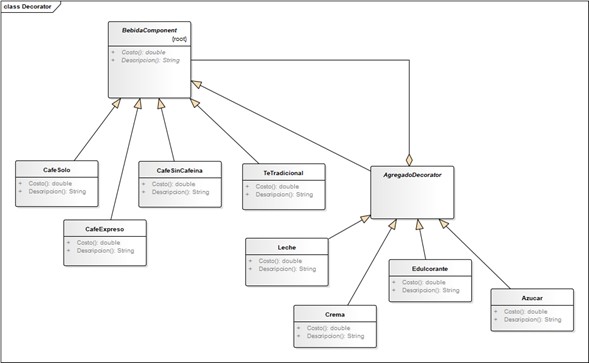 class Decorator
BebidaComponent
{root}
+ Costo(): double
+ Descripcion(): String
CafeSolo
+ Costo(): double
+ Descripcion(): String
CafeExpreso
+ Costo(): double
+ Descripcion(): String
CafeSinCafeina
+ Costo(): double
+ Descripcion(): String
TeTradicional
+ Costo(): double
+ Descripcion(): String
AgregadoDecorator
Leche
+ Costo(): double
+ Descripcion(): String
Crema
+ Costo(): double
+ Descripcion(): String
Edulcorante
+ Costo(): double
+ Descripcion(): String
Azucar
+ Costo(): double
+ Descripcion(): String